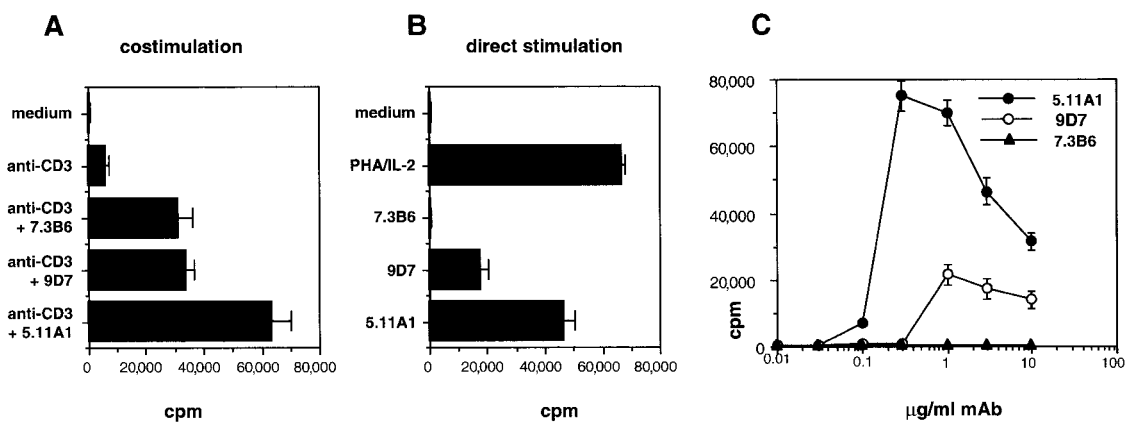 A
costimulation
medium
anti-CD3
anti-CD3
+ 7.3B6
anti-CD3
+ 9D7
anti-CD3
+ 5.11A1
0
20,000
40,000
60,000
80,000
cpm
B
direct stimulation
medium
PHA/IL-2
7.3B6
9D7
5.11A1
0
20,000
40,000
60,000
80,000
cpm
C
80,000
60,000
40,000
20,000
0
cpm
5.11A1
9D7
7.3B6
0.01
0.1
1
10
100
μg/ml mAb